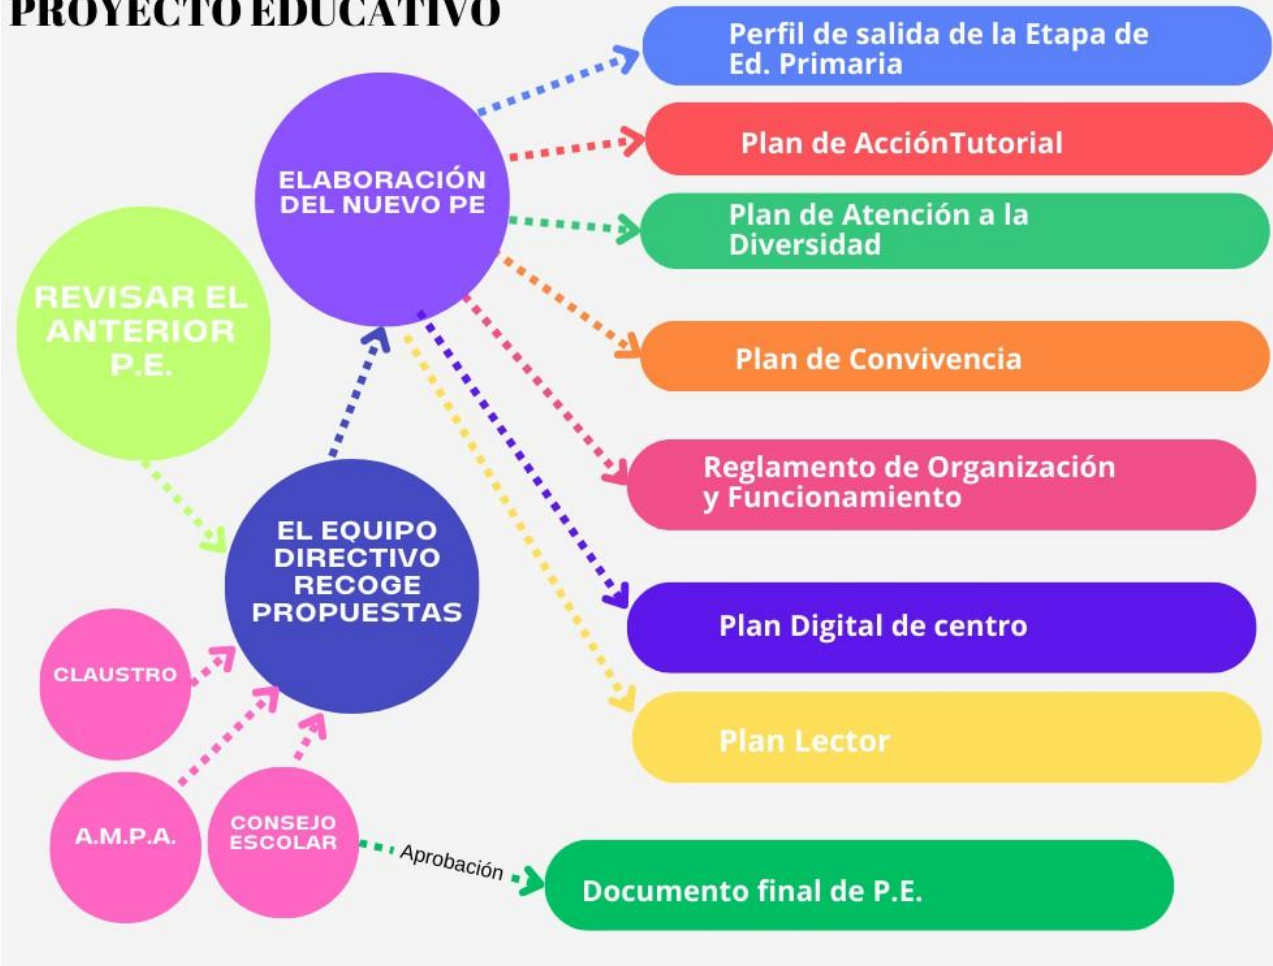 PROYECTO EDUCATIVO
Perfil de salida de la Etapa de
Ed. Primaria
Plan de AcciónTutorial
ELABORACIÓN
DEL NUEVO PE
Plan de Atención a la
Diversidad
REVISAR EL
ANTERIOR
P.E.
Plan de Convivencia
Reglamento de Organización
y Funcionamiento
EL EQUIPO
DIRECTIVO
RECOGE
PROPUESTAS
Plan Digital de centro
CLAUSTRO
Plan Lector
A.M.P.A.
CONSEJO
ESCOLAR
Aprobación
Documento final de P.E.